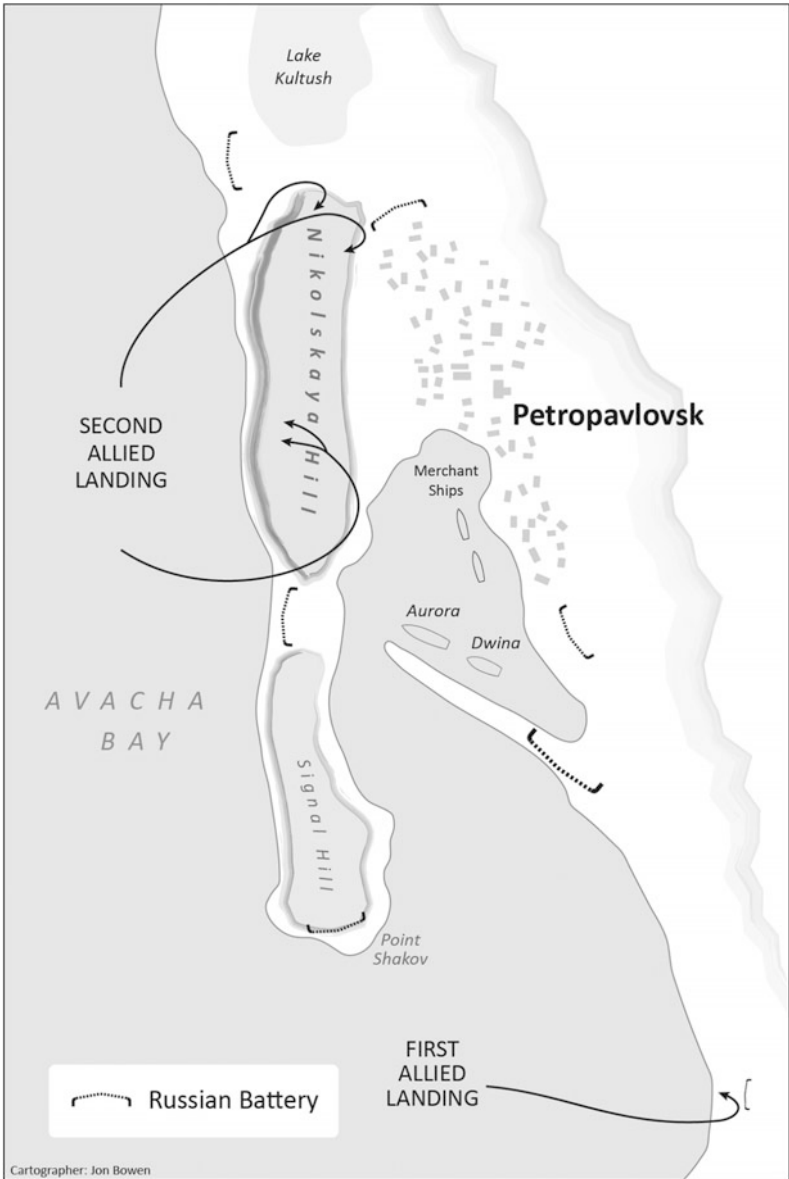 Lake
Kultush
Nikolskaya Hill
SECOND
ALLIED
LANDING
Petropavlovsk
Merchant
Ships
Aurora
Dwina
AVACHA
BAY
Signal Hill
Point
Shakov
FIRST
ALLIED
LANDING
Russian Battery
Cartographer: Jon Bowen